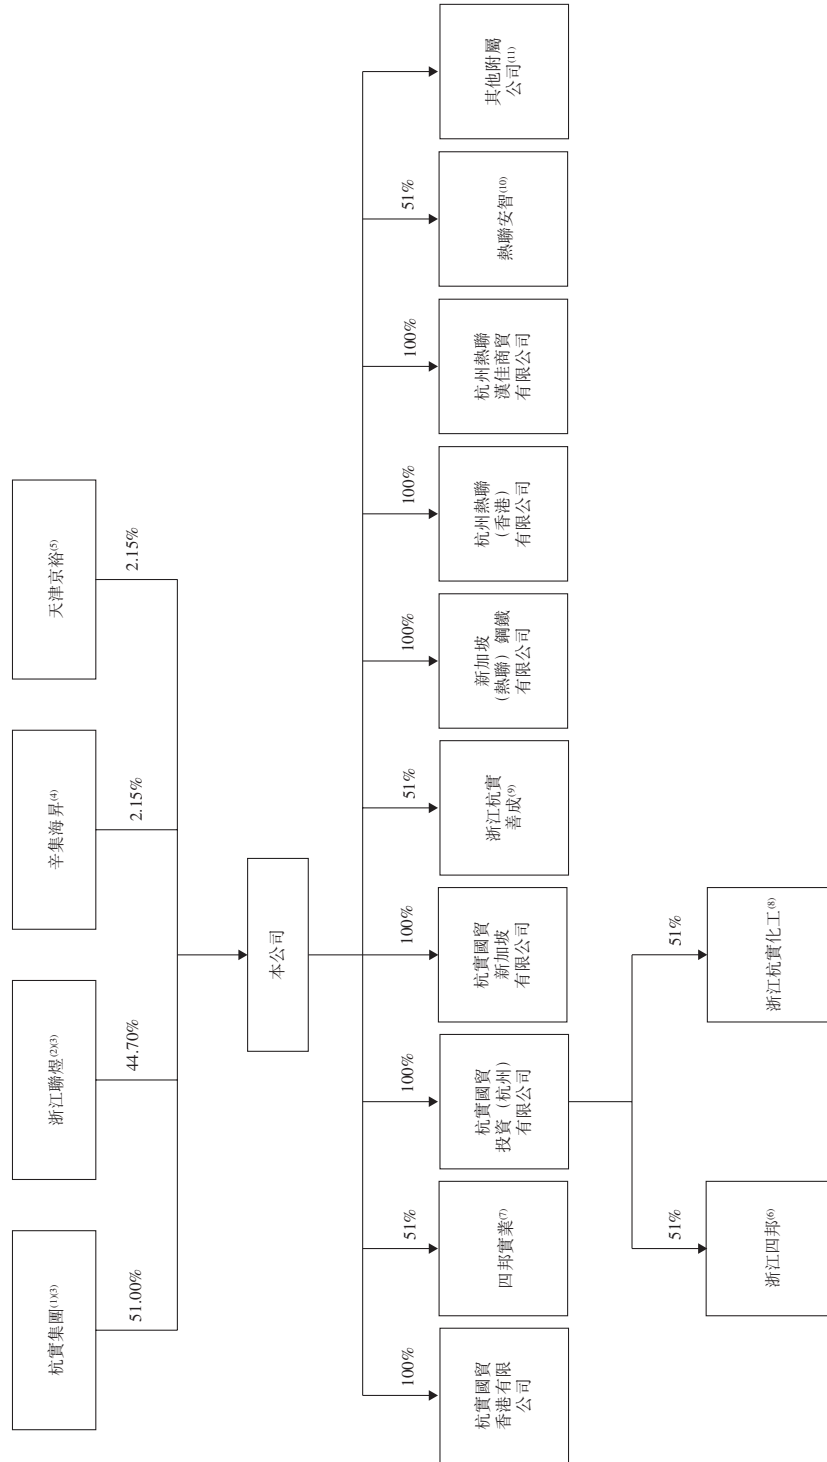 杭實集團(1)(3)
浙江聯煜(2)(3)
辛集海昇(4)
天津京裕(5)
51.00%
44.70%
2.15%
2.15%
本公司
100%
51%
100%
100%
51%
100%
100%
100%
51%
杭實國貿
香港有限
公司
四邦實業(7)
杭實國貿
投資（杭州）
有限公司
杭實國貿
新加坡
有限公司
浙江杭實
善成(9)
新加坡
（熱聯）鋼鐵
有限公司
杭州熱聯
（香港）
有限公司
杭州熱聯
漢佳商貿
有限公司
熱聯安智(10)
其他附屬
公司(11)
51%
51%
浙江四邦(6)
浙江杭實化工(8)